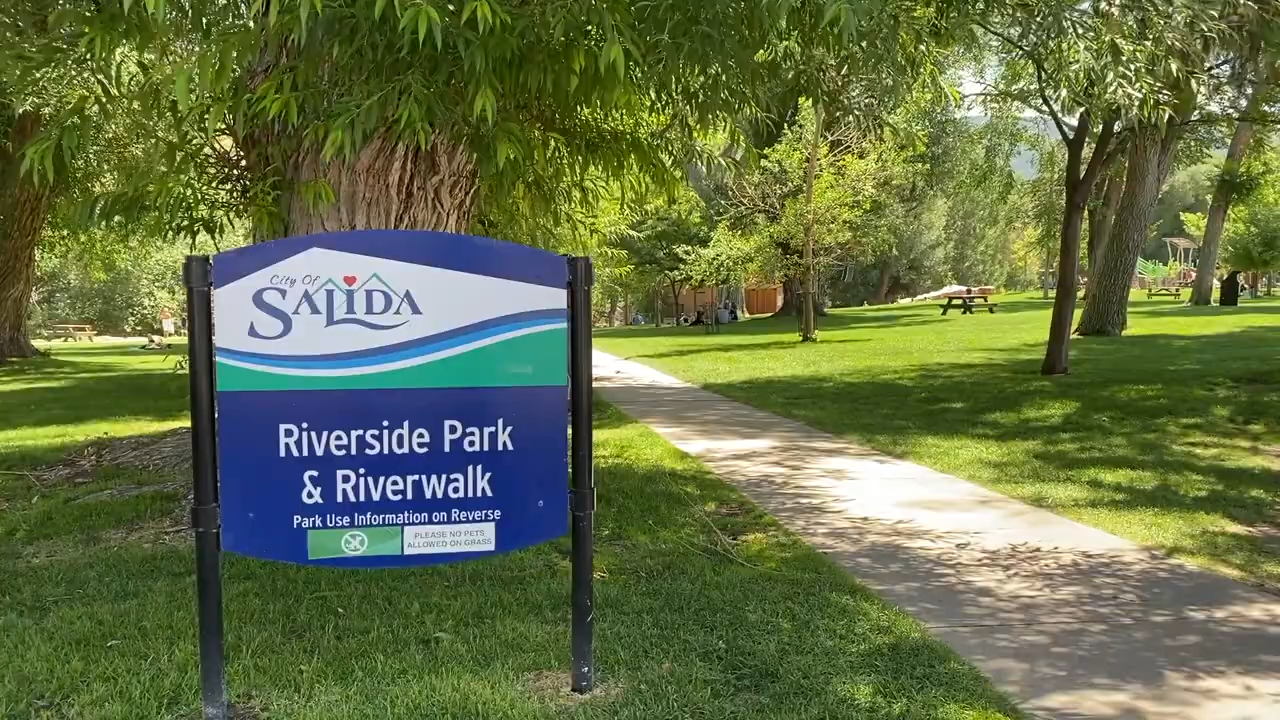 City Of
SALIDA
Riverside Park
& Riverwalk
Park Use Information on Reverse
PLEASE NO PETS
ALLOWED ON GRASS